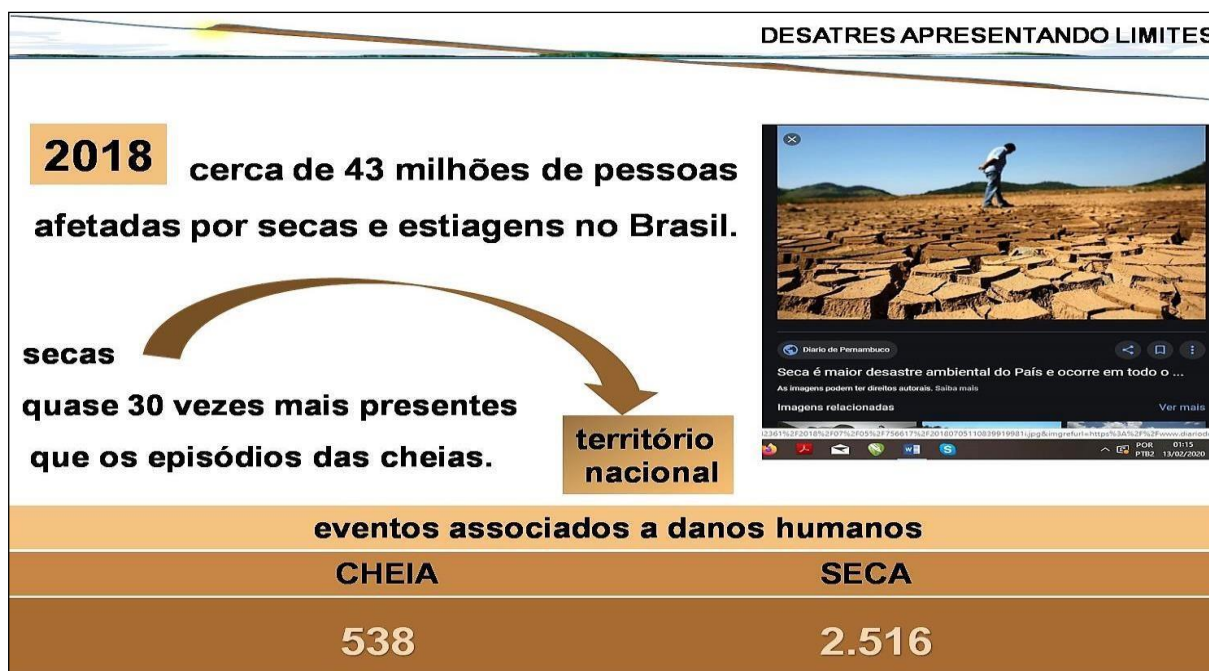 DESATRES APRESENTANDO LIMITES
2018 cerca de 43 milhões de pessoas
afetadas por secas e estiagens no Brasil.
secas
quase 30 vezes mais presentes
que os episódios das cheias.
território
nacional
Diario de Pernambuco
Seca é maior desastre ambiental do País e ocorre em todo o ...
As imagens podem ter direitos autorais. Saiba mais
Imagens relacionadas Ver mais
POR 01:15
PTB2 13/02/2020
eventos associados a danos humanos
CHEIA SECA
538 2.516